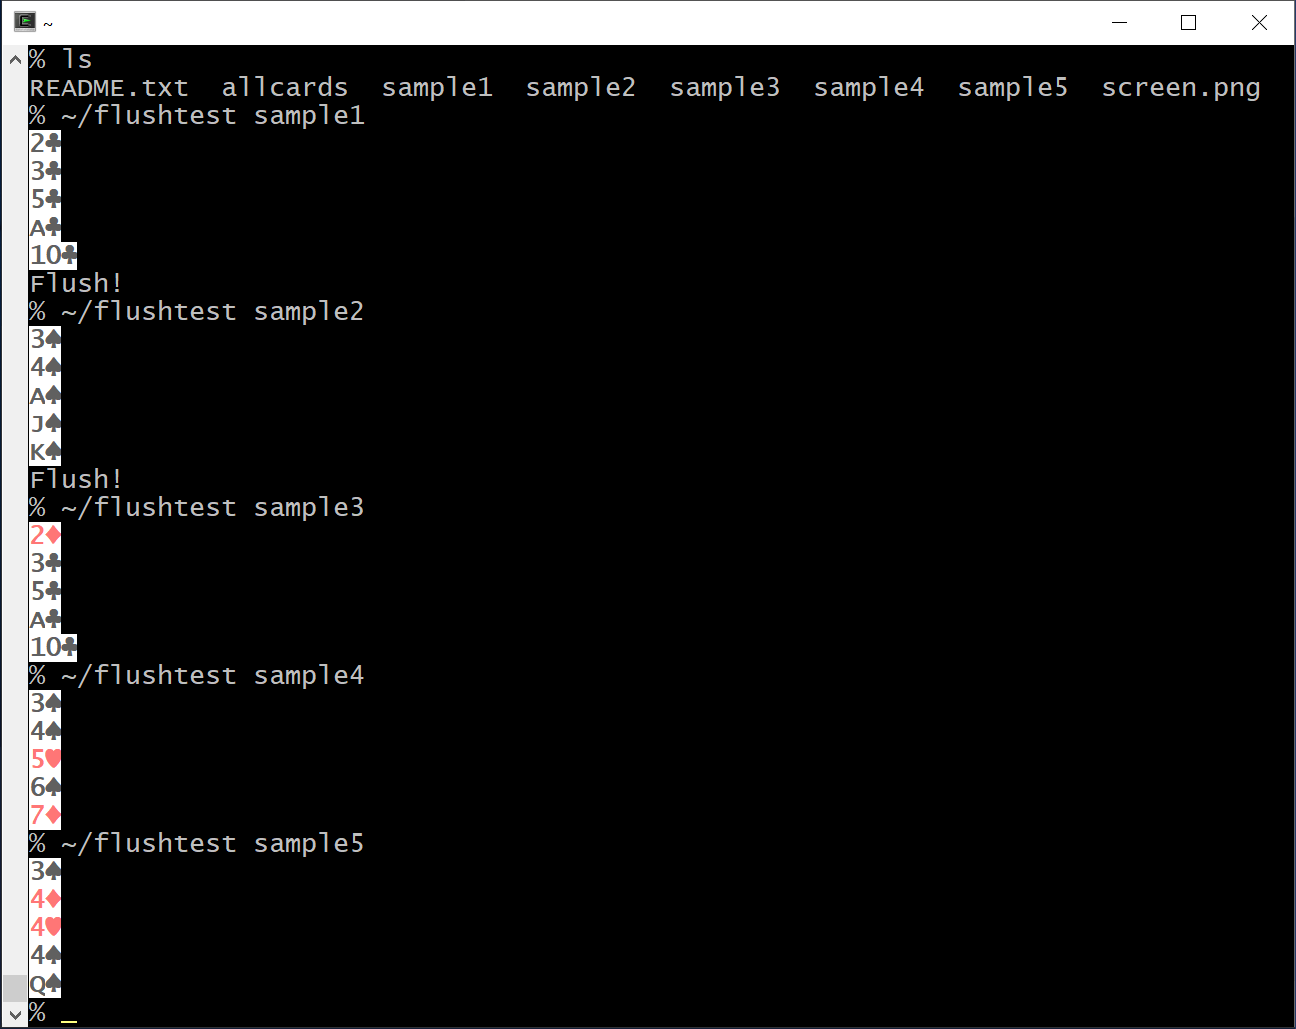 ~
% ls
README.txt  allcards  sample1  sample2  sample3  sample4  sample5  screen.png
% ~/flushtest sample1
2♣
3♣
5♣
A♣
10♣
Flush!
% ~/flushtest sample2
3♠
4♠
A♠
J♠
K♠
Flush!
% ~/flushtest sample3
2♦
3♣
5♣
A♣
10♣
% ~/flushtest sample4
3♠
4♠
5♥
6♠
7♦
% ~/flushtest sample5
3♠
4♦
4♥
4♠
Q♠
% _